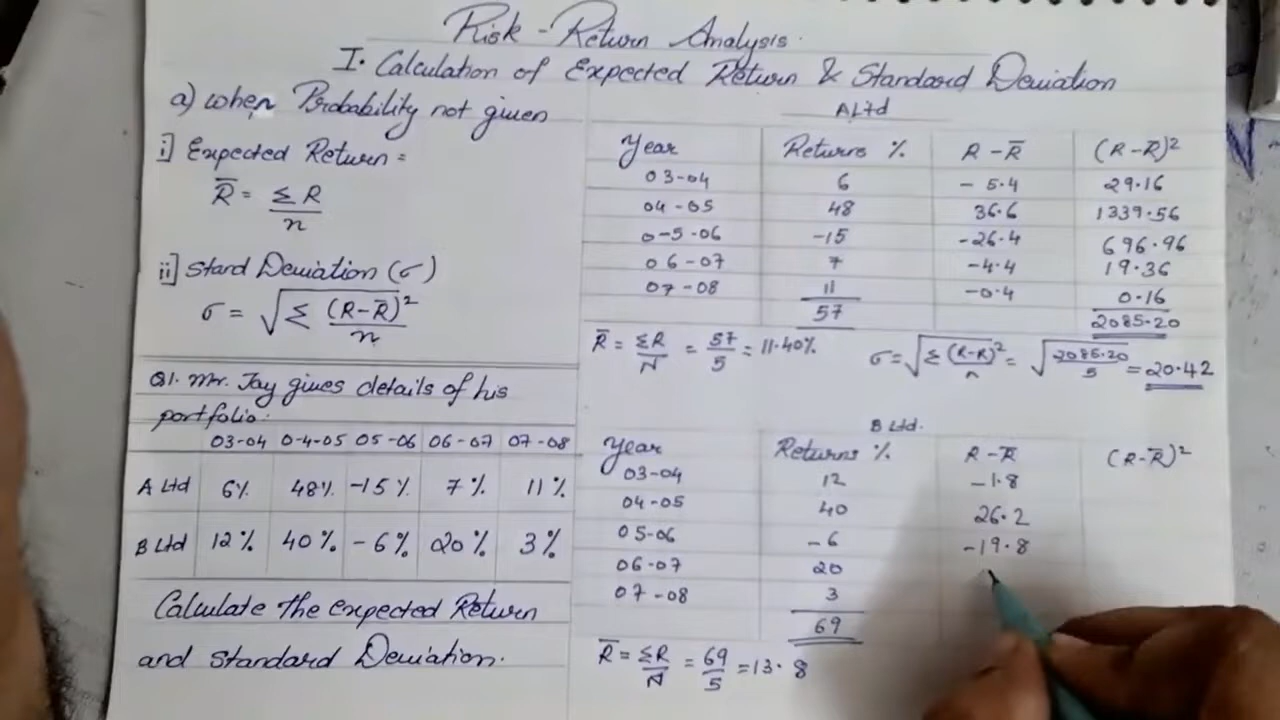 Risk - Return Analysis.
I. Calculation of Expected Return & Standard Deviation
a) when Probability not given
i] Expected Return =
R̅ = ΣR / n
ii] Stard Deviation (σ)
σ = √Σ (R-R̅)² / n
Q1. Mr. Jay gives details of his
portfolio.
03-04 0-4-05 05-06 06-07 07-08
A Ltd 6% 48% -15% 7% 11%
B Ltd 12% 40% -6% 20% 3%
Calculate the expected Return
and Standard Deviation.
A Ltd
Year Returns % R-R̅ (R-R̅)²
03-04 6 -5.4 29.16
04-05 48 36.6 1339.56
0-5-06 -15 -26.4 696.96
06-07 7 -4.4 19.36
07-08 11 -0.4 0.16
57 2085.20
R̅ = ΣR / N = 57 / 5 = 11.40% σ = √Σ (R-R)² / n = √2085.20 / 5 = 20.42
B Ltd.
Year Returns % R-R̅ (R-R̅)²
03-04 12 -1.8
04-05 40 26.2
05-06 -6 -19.8
06-07 20
07-08 3
69
R̅ = ΣR / N = 69 / 5 = 13.8